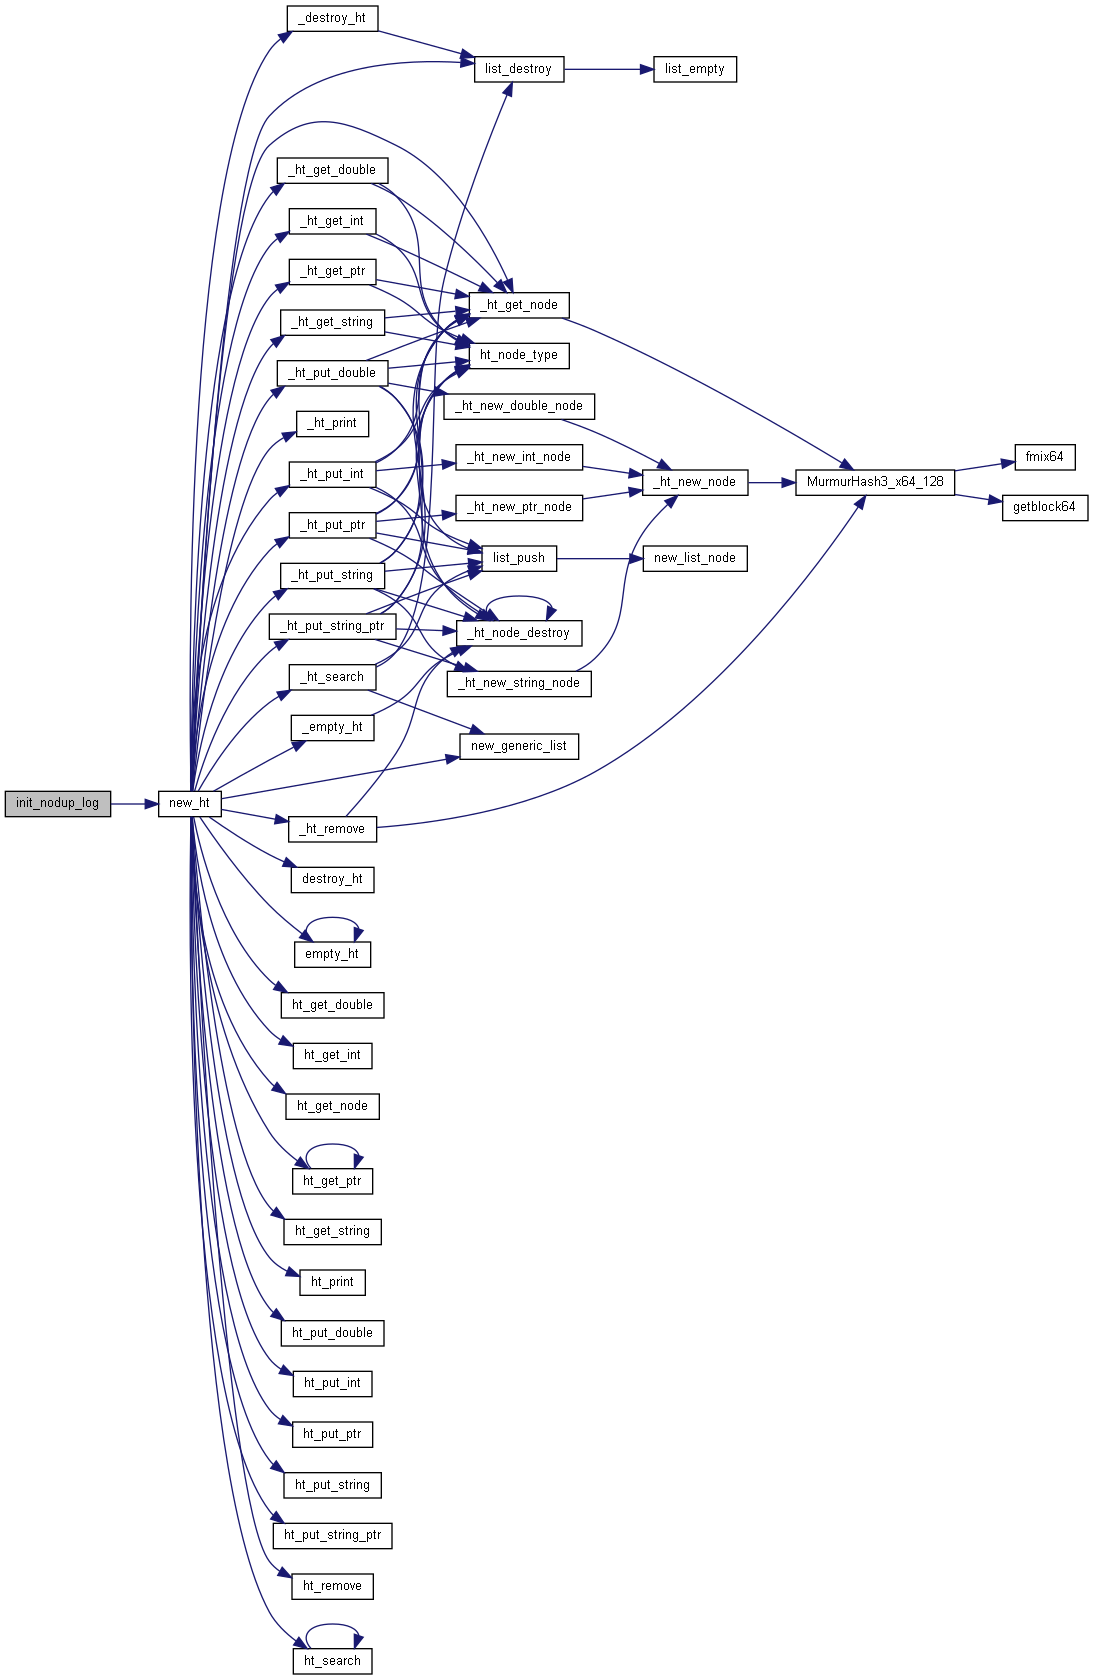 _destroy_ht
list_destroy
list_empty
_ht_get_double
_ht_get_int
_ht_get_ptr
_ht_get_node
_ht_get_string
ht_node_type
_ht_put_double
_ht_new_double_node
_ht_print
_ht_new_int_node
fmix64
_ht_put_int
_ht_new_node
MurmurHash3_x64_128
_ht_new_ptr_node
getblock64
_ht_put_ptr
list_push
new_list_node
_ht_put_string
_ht_put_string_ptr
_ht_node_destroy
_ht_search
_ht_new_string_node
_empty_ht
new_generic_list
init_nodup_log
new_ht
_ht_remove
destroy_ht
empty_ht
ht_get_double
ht_get_int
ht_get_node
ht_get_ptr
ht_get_string
ht_print
ht_put_double
ht_put_int
ht_put_ptr
ht_put_string
ht_put_string_ptr
ht_remove
ht_search